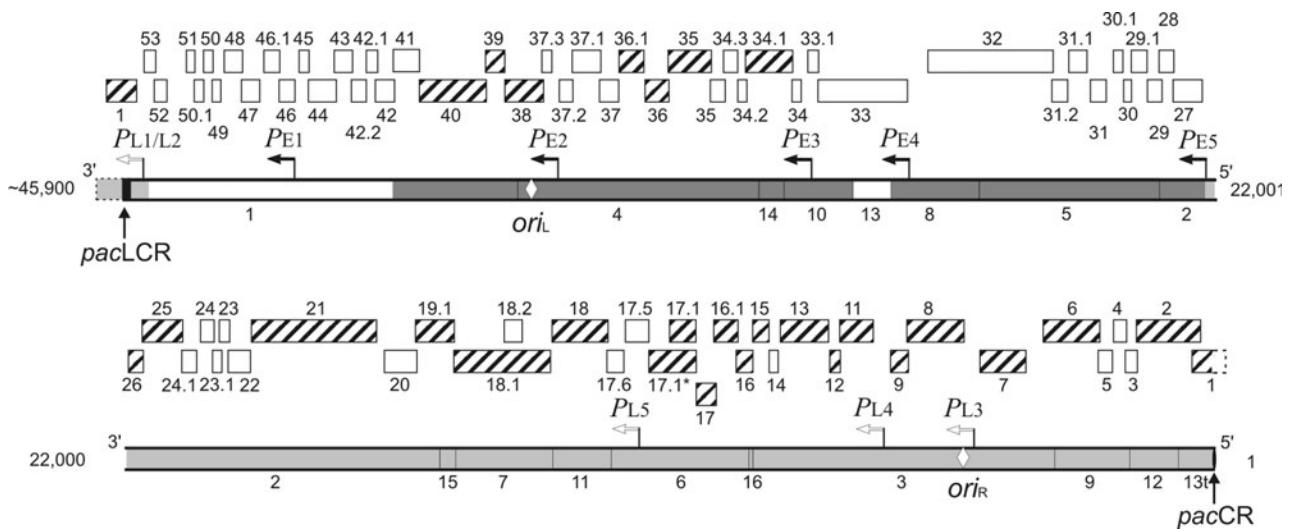 30.1 28
53 51 50 48 46.1 45 43 42.1 41 39 37.3 37.1 36.1 35 34.3 34.1 33.1 32 31.1 29.1
1 52 50.1 47 46 44 42 40 38 37.2 37 36 35 34.2 34 33 31.2 30 27
49 42.2 31 29
PL1/L2 PE1 PE2 PE3 PE4 PE5
3' 5'
~45,900 22,001
1 4 14 10 13 8 5 2
oriL
pacLCR
25 24 23 21 19.1 18.2 18 17.5 17.1 16.1 15 13 11 8 6 4 2
26 24.1 23.1 22 20 18.1 17.6 17.1* 16 14 12 9 7 5 3 1
17
PL5 PL4 PL3
3' 5'
22,000 1
2 15 7 11 6 16 3 9 12 13t
oriR
pacCR